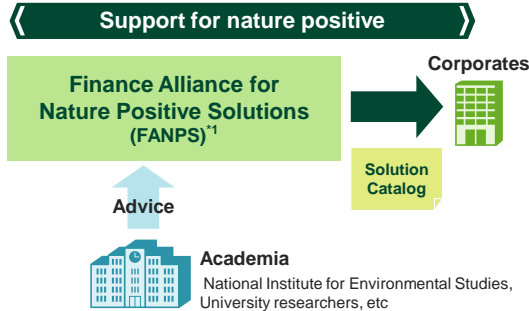 Support for nature positive
Corporates
Finance Alliance for
Nature Positive Solutions
(FANPS)*1
Solution
Catalog
Advice
Academia
National Institute for Environmental Studies,
University researchers, etc